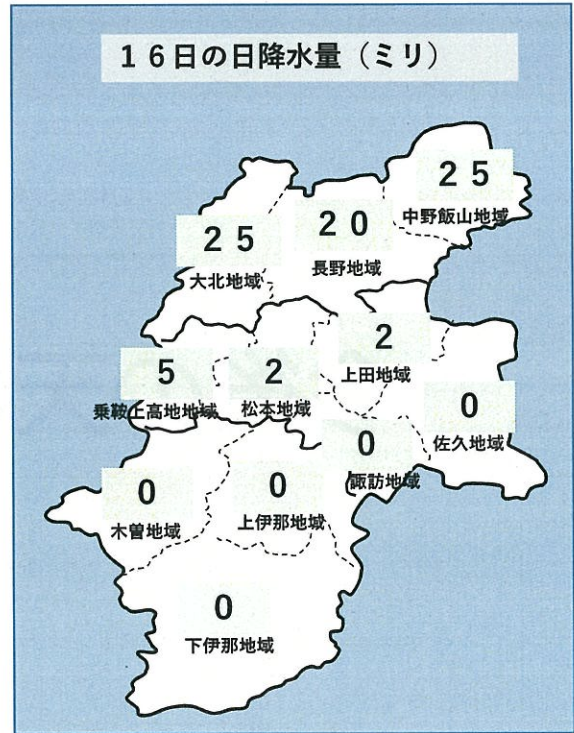 １６日の日降水量（ミリ）
２５
中野飯山地域
２０
長野地域
２５
大北地域
２
上田地域
５
乗鞍上高地地域
２
松本地域
０
佐久地域
０
諏訪地域
０
木曽地域
０
上伊那地域
０
下伊那地域